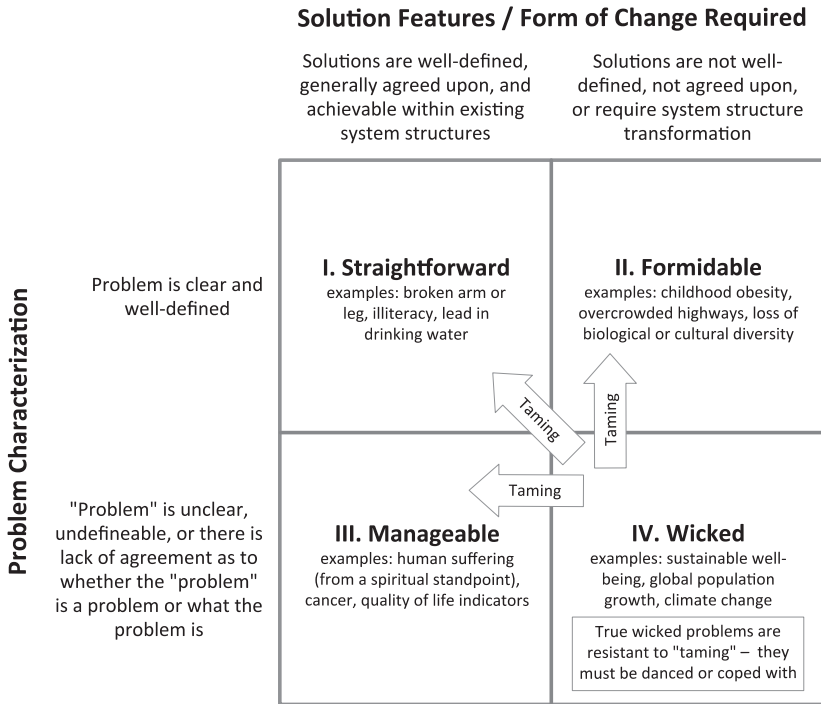 Solution Features / Form of Change Required
Solutions are well-defined,
generally agreed upon, and
achievable within existing
system structures
Solutions are not well-
defined, not agreed upon,
or require system structure
transformation
Problem Characterization
Problem is clear and
well-defined
I. Straightforward
examples: broken arm or
leg, illiteracy, lead in
drinking water
II. Formidable
examples: childhood obesity,
overcrowded highways, loss of
biological or cultural diversity
Taming
Taming
Taming
"Problem" is unclear,
undefineable, or there is
lack of agreement as to
whether the "problem"
is a problem or what the
problem is
III. Manageable
examples: human suffering
(from a spiritual standpoint),
cancer, quality of life indicators
IV. Wicked
examples: sustainable well-
being, global population
growth, climate change
True wicked problems are
resistant to "taming" – they
must be danced or coped with